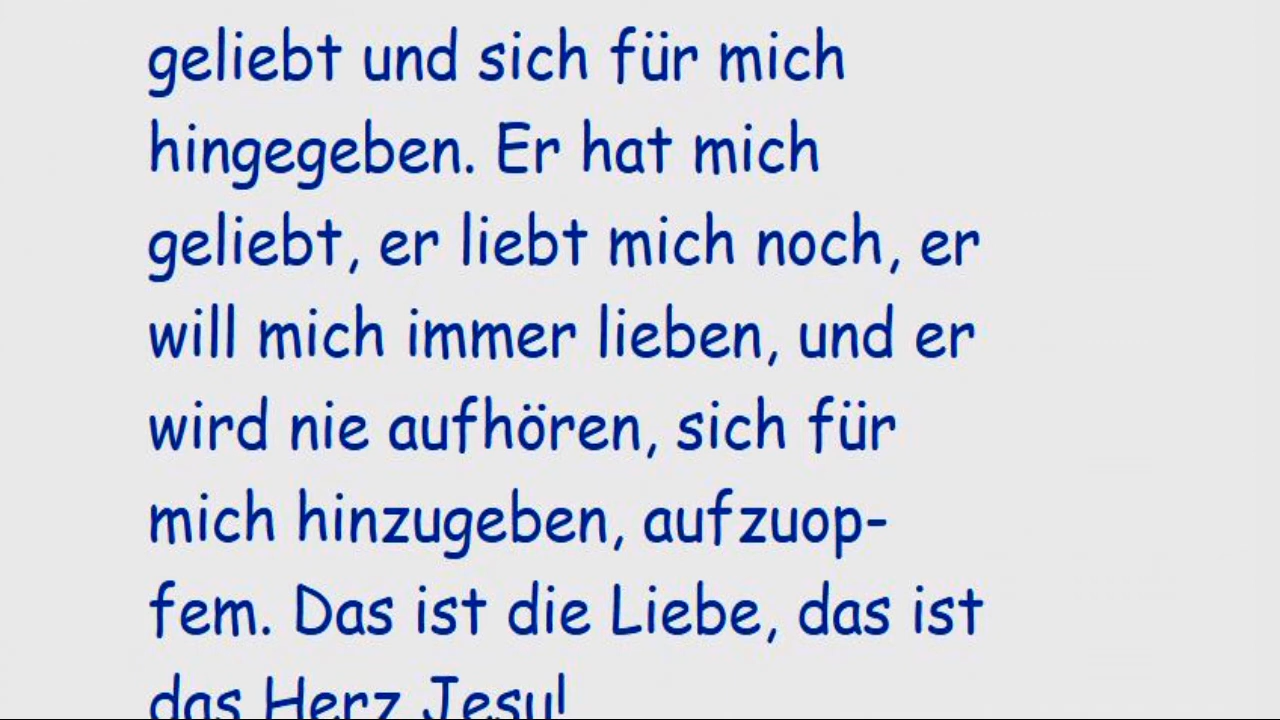 geliebt und sich für mich
hingegeben. Er hat mich
geliebt, er liebt mich noch, er
will mich immer lieben, und er
wird nie aufhören, sich für
mich hinzugeben, aufzuop-
fem. Das ist die Liebe, das ist
das Herz Jesu!